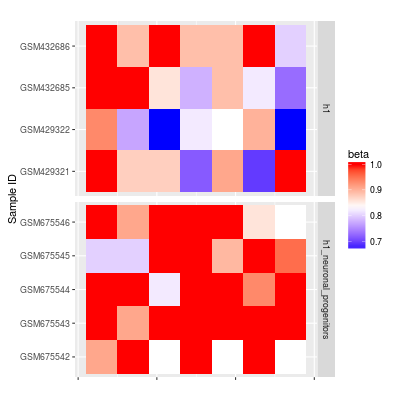 GSM432686
GSM432685
GSM429322
GSM429321
h1
GSM675546
GSM675545
GSM675544
GSM675543
GSM675542
h1_neuronal_progenitors
Sample ID
beta
1.0
0.9
0.8
0.7